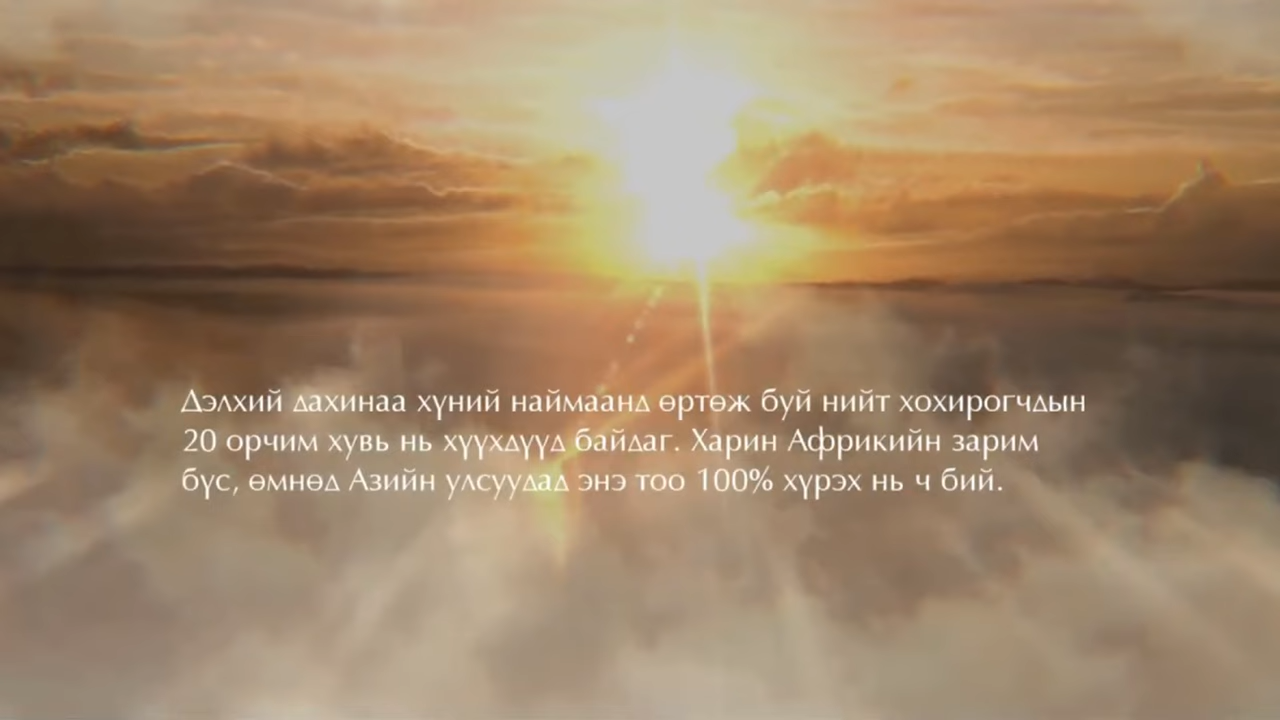 Дэлхий дахинаа хүний наймаанд өртөж буй нийт хохирогчдын
20 орчим хувь нь хүүхдүүд байдаг. Харин Африкийн зарим
бүс, өмнөд Азийн улсуудад энэ тоо 100% хүрэх нь ч бий.